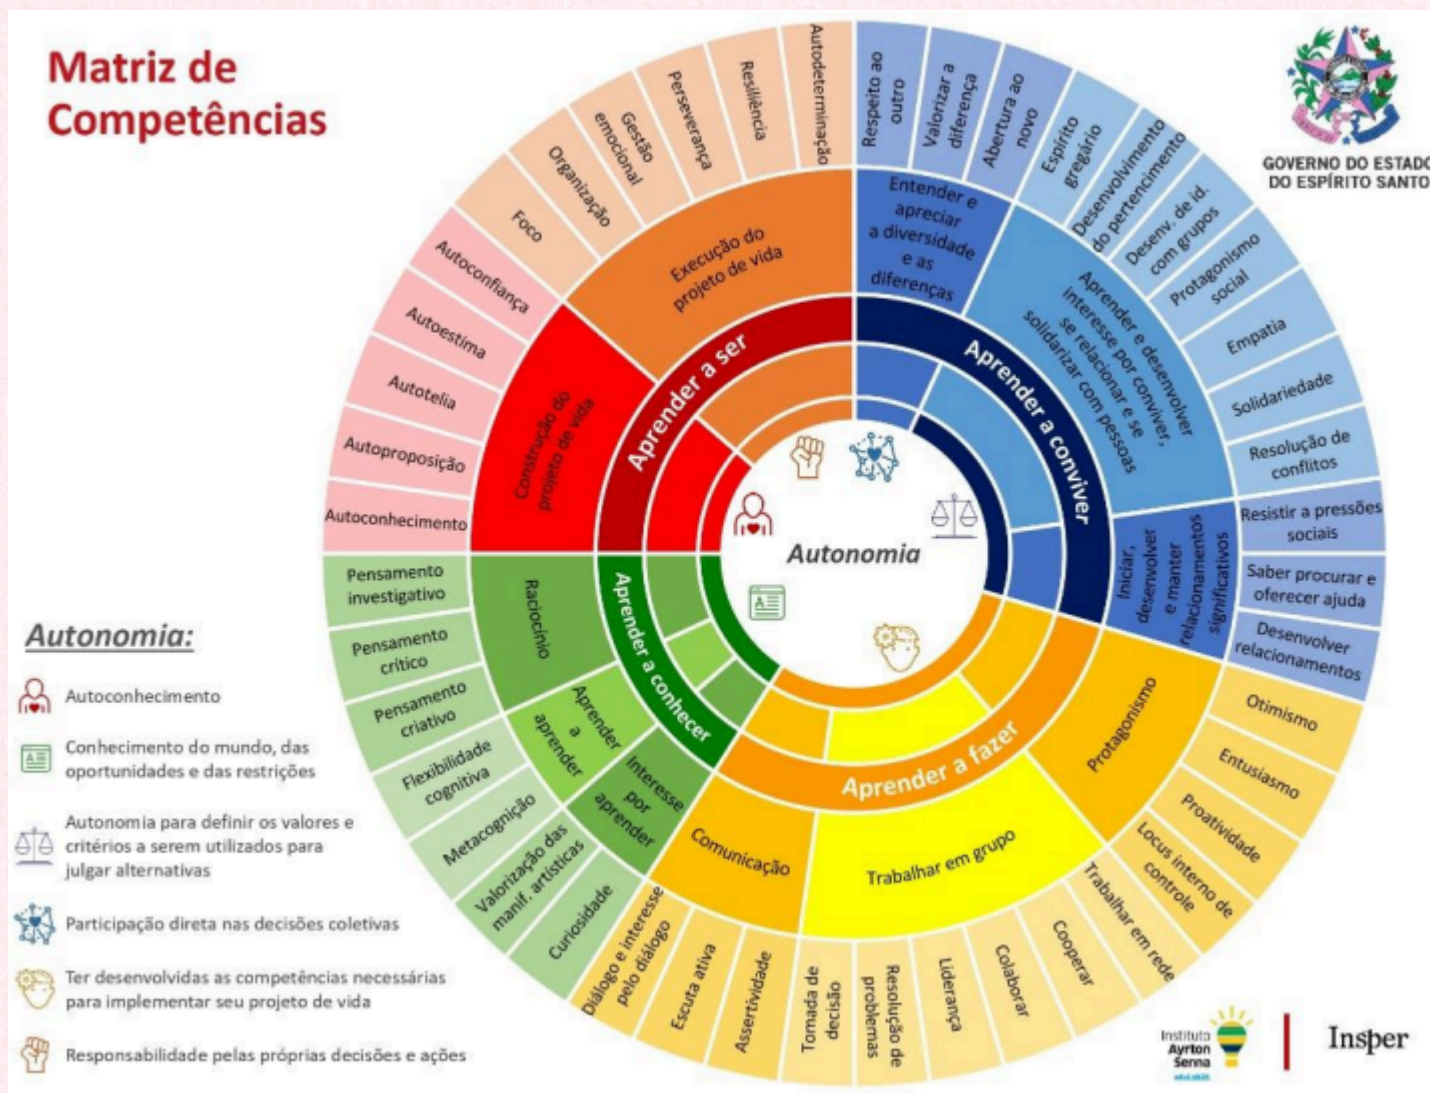 Matriz de
Competências
GOVERNO DO ESTADO
DO ESPÍRITO SANTO
Autodeterminação
Resiliência
Perseverança
Gestão
emocional
Organização
Foco
Autoconfiança
Autoestima
Autotelia
Autoproposição
Autoconhecimento
Execução do
projeto de vida
Construção do
projeto de vida
Aprender a ser
Respeito ao
outro
Valorizar a
diferença
Abertura ao
novo
Espírito
gregário
Desenvolvimento
do pertencimento
Desenv. de id.
com grupos
Protagonismo
social
Empatia
Solidariedade
Resolução de
conflitos
Resistir a pressões
sociais
Saber procurar e
oferecer ajuda
Desenvolver
relacionamentos
Entender e
apreciar
a diversidade
e as
diferenças
Aprender e desenvolver
interesse por conviver,
se relacionar e se
solidarizar com pessoas
Iniciar,
desenvolver
e manter
relacionamentos
significativos
Aprender a conviver
Autonomia
Pensamento
investigativo
Pensamento
crítico
Pensamento
criativo
Flexibilidade
cognitiva
Metacognição
Valorização das
manif. artísticas
Curiosidade
Raciocínio
Aprender
a
aprender
Interesse
por
aprender
Aprender a conhecer
Otimismo
Entusiasmo
Proatividade
Locus interno de
controle
Trabalhar em rede
Cooperar
Colaborar
Liderança
Resolução de
problemas
Tomada de
decisão
Assertividade
Escuta ativa
Diálogo e interesse
pelo diálogo
Protagonismo
Trabalhar em grupo
Comunicação
Aprender a fazer
Autonomia:
Autoconhecimento
Conhecimento do mundo, das
oportunidades e das restrições
Autonomia para definir os valores e
critérios a serem utilizados para
julgar alternativas
Participação direta nas decisões coletivas
Ter desenvolvidas as competências necessárias
para implementar seu projeto de vida
Responsabilidade pelas próprias decisões e ações
Instituto
Ayrton
Senna
Insper